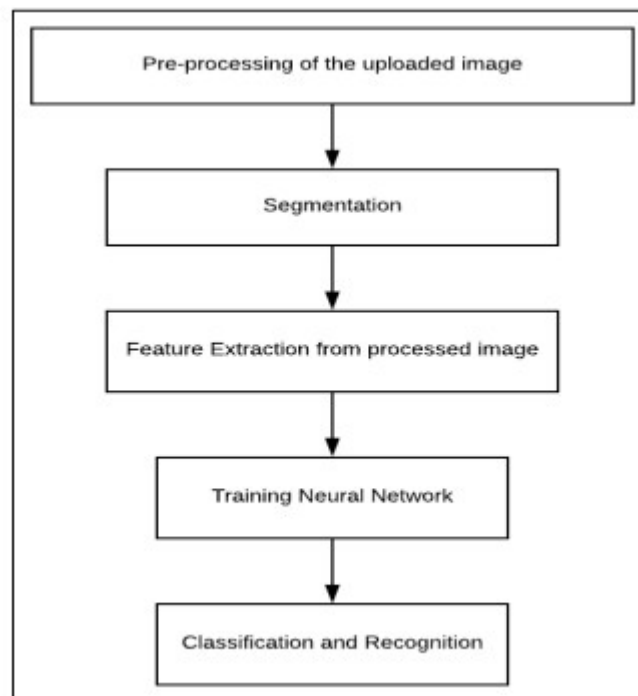 Pre-processing of the uploaded image
Segmentation
Feature Extraction from processed image
Training Neural Network
Classification and Recognition